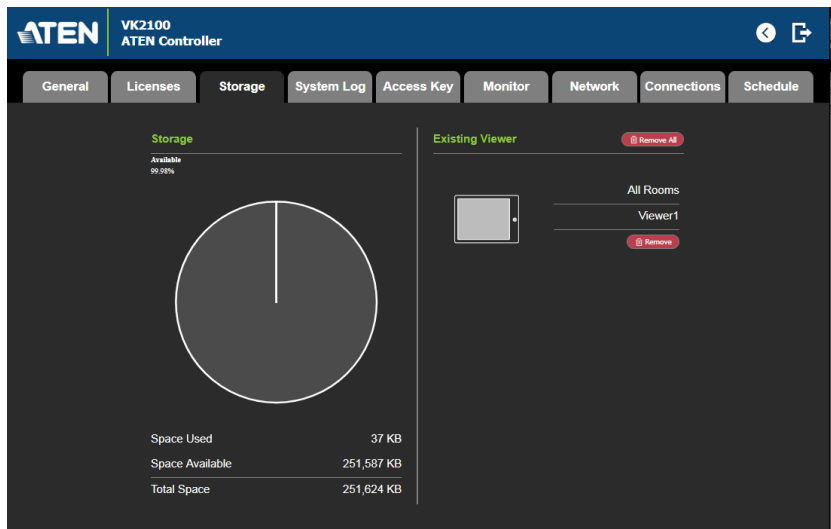 ATEN
VK2100
ATEN Controller
General Licenses Storage System Log Access Key Monitor Network Connections Schedule
Storage
Available
99.98%
Space Used 37 KB
Space Available 251,587 KB
Total Space 251,624 KB
Existing Viewer Remove All
All Rooms
Viewer1
Remove